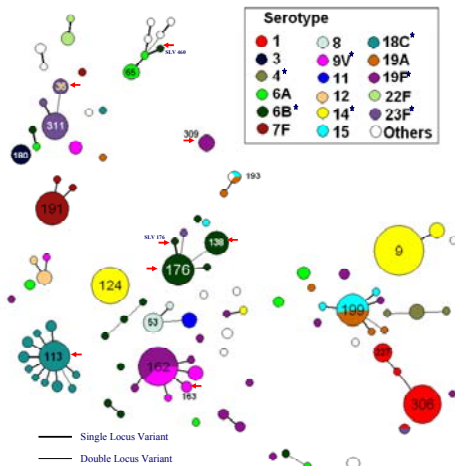 Serotype
1 8 18C*
3 9V* 19A
4* 11 19F*
6A 12 22F
6B* 14* 23F*
7F 15 Others
SLV 460
65
36
311
180
309
193
191
SLV 176
138
176
9
124
53
199
113
162
163
227
306
Single Locus Variant
Double Locus Variant